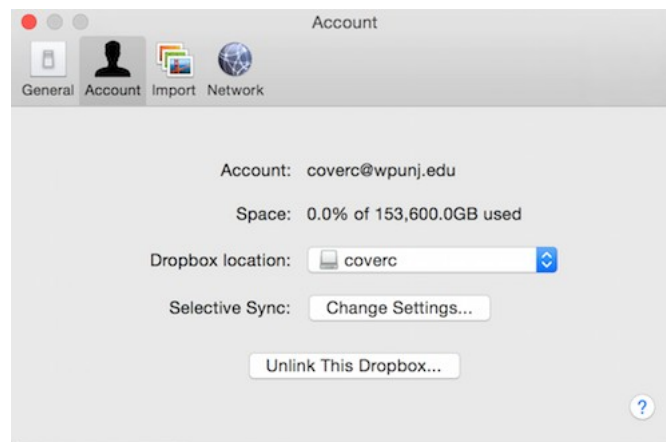 Account
General Account Import Network
Account: coverc@wpunj.edu
Space: 0.0% of 153,600.0GB used
Dropbox location: coverc
Selective Sync: Change Settings...
Unlink This Dropbox...
?